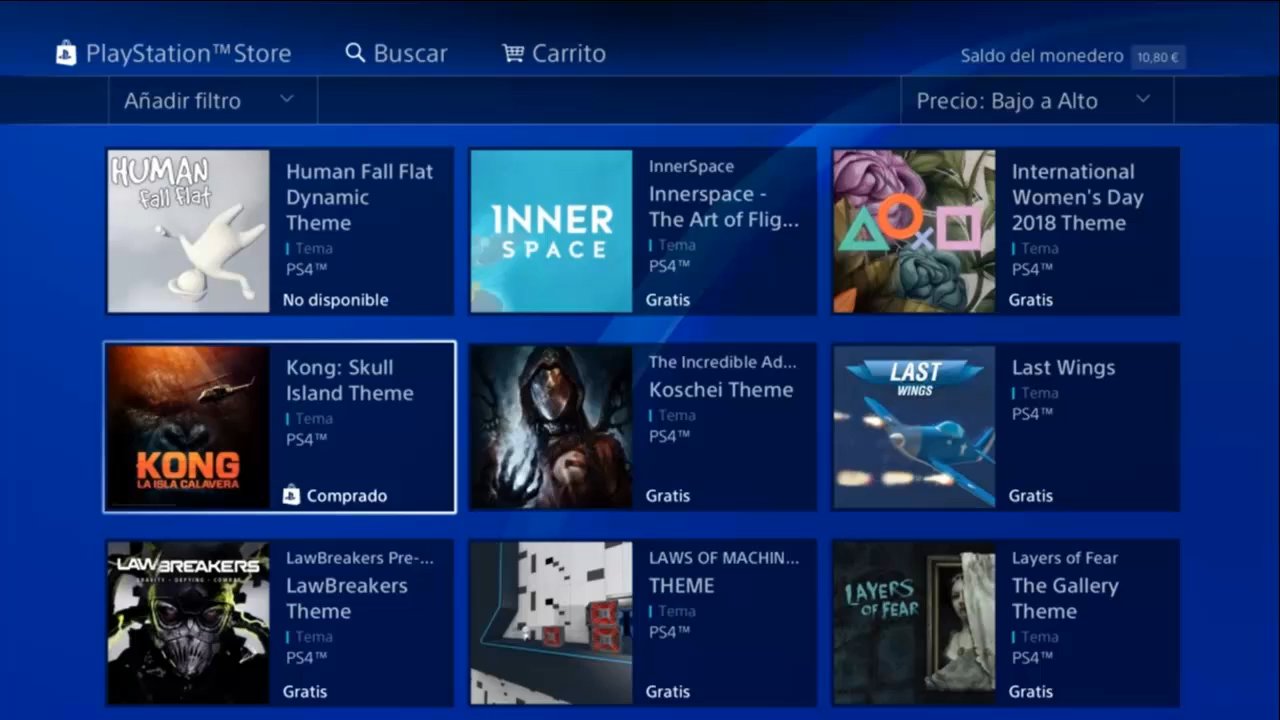 PlayStation™Store
Buscar
Carrito
Saldo del monedero 10,80 €
Añadir filtro
Precio: Bajo a Alto
HUMAN
fall flat
Human Fall Flat
Dynamic
Theme
Tema
PS4™
No disponible
INNER
SPACE
InnerSpace
Innerspace -
The Art of Flig...
Tema
PS4™
Gratis
International
Women's Day
2018 Theme
Tema
PS4™
Gratis
KONG
LA ISLA CALAVERA
Kong: Skull
Island Theme
Tema
PS4™
Comprado
The Incredible Ad...
Koschei Theme
Tema
PS4™
Gratis
LAST
WINGS
Last Wings
Tema
PS4™
Gratis
LAWBREAKERS
GRAVITY - DEFYING - COMBAT
LawBreakers Pre-...
LawBreakers
Theme
Tema
PS4™
Gratis
LAWS OF MACHIN...
THEME
Tema
PS4™
Gratis
LAYERS
OF FEAR
Layers of Fear
The Gallery
Theme
Tema
PS4™
Gratis